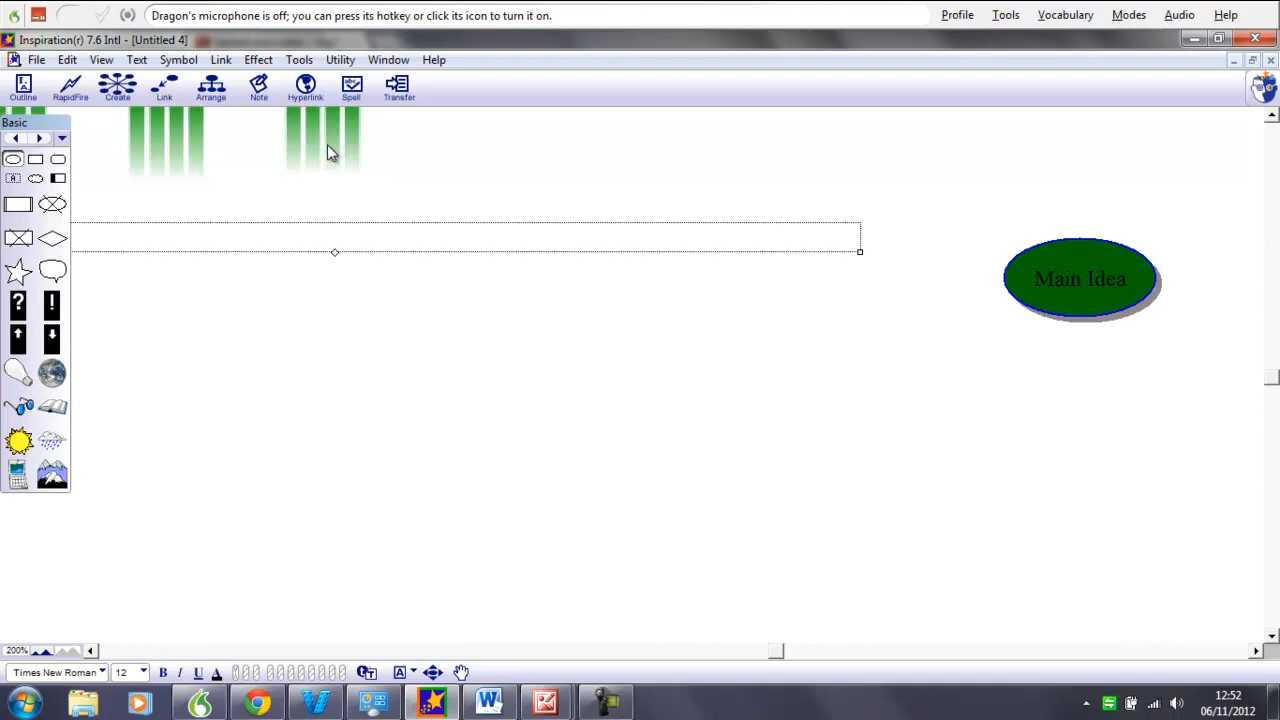 Dragon's microphone is off; you can press its hotkey or click its icon to turn it on.
Profile Tools Vocabulary Modes Audio Help
Inspiration(r) 7.6 Intl - [Untitled 4]
File Edit View Text Symbol Link Effect Tools Utility Window Help
Outline RapidFire Create Link Arrange Note Hyperlink Spell Transfer
Basic
Main Idea
200%
Times New Roman 12 B I U A A
12:52
06/11/2012